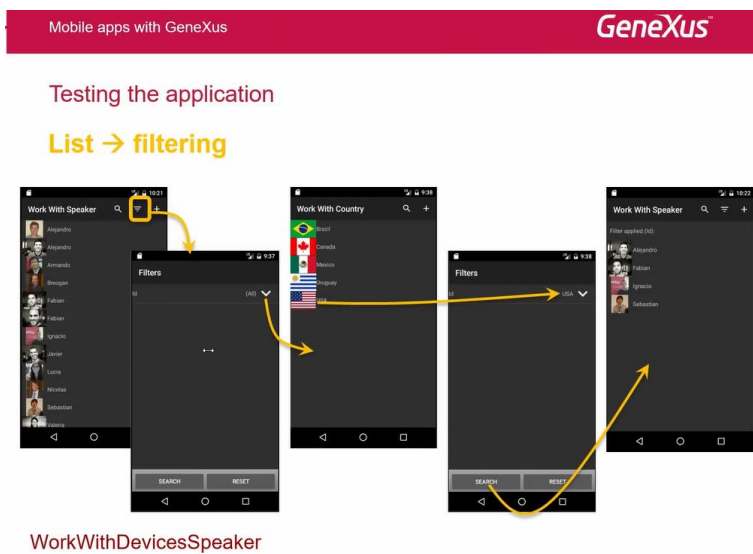 Mobile apps with GeneXus
GeneXus™
Testing the application
List → filtering
10:21
Work With Speaker
Alejandro
Alejandro
Armando
Breogan
Fabian
Fabian
Ignacio
Javier
Lucia
Nicolas
Sebastian
Valeria
9:37
Filters
Id
(All)
SEARCH
RESET
9:38
Work With Country
Brazil
Canada
Mexico
Uruguay
USA
9:38
Filters
Id
USA
SEARCH
RESET
10:22
Work With Speaker
Filter applied (Id)
Alejandro
Fabian
Ignacio
Sebastian
WorkWithDevicesSpeaker